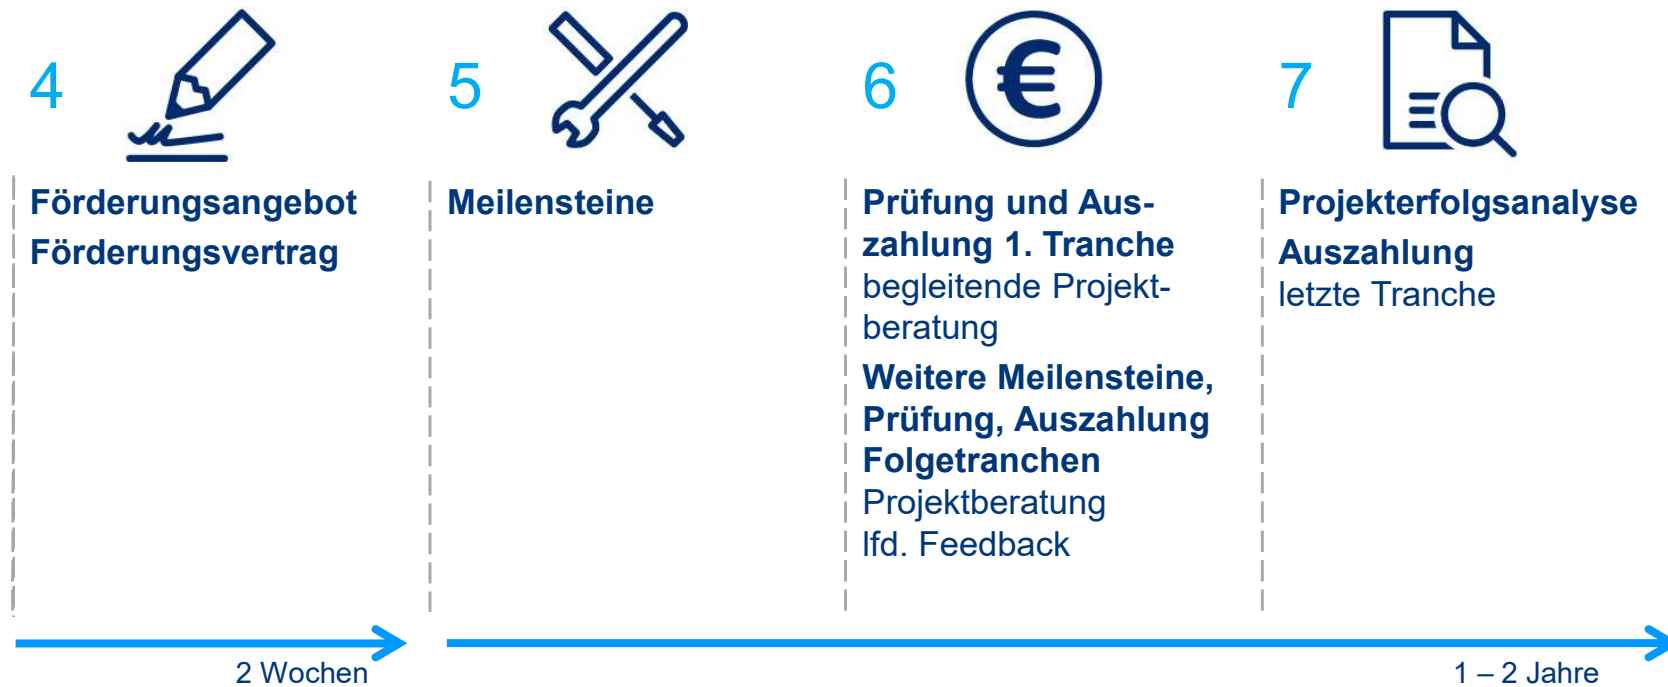 4
Förderungsangebot
Förderungsvertrag
5
Meilensteine
6
€
Prüfung und Aus-
zahlung 1. Tranche
begleitende Projekt-
beratung
Weitere Meilensteine,
Prüfung, Auszahlung
Folgetranchen
Projektberatung
lfd. Feedback
7
Projekterfolgsanalyse
Auszahlung
letzte Tranche
2 Wochen
1 – 2 Jahre